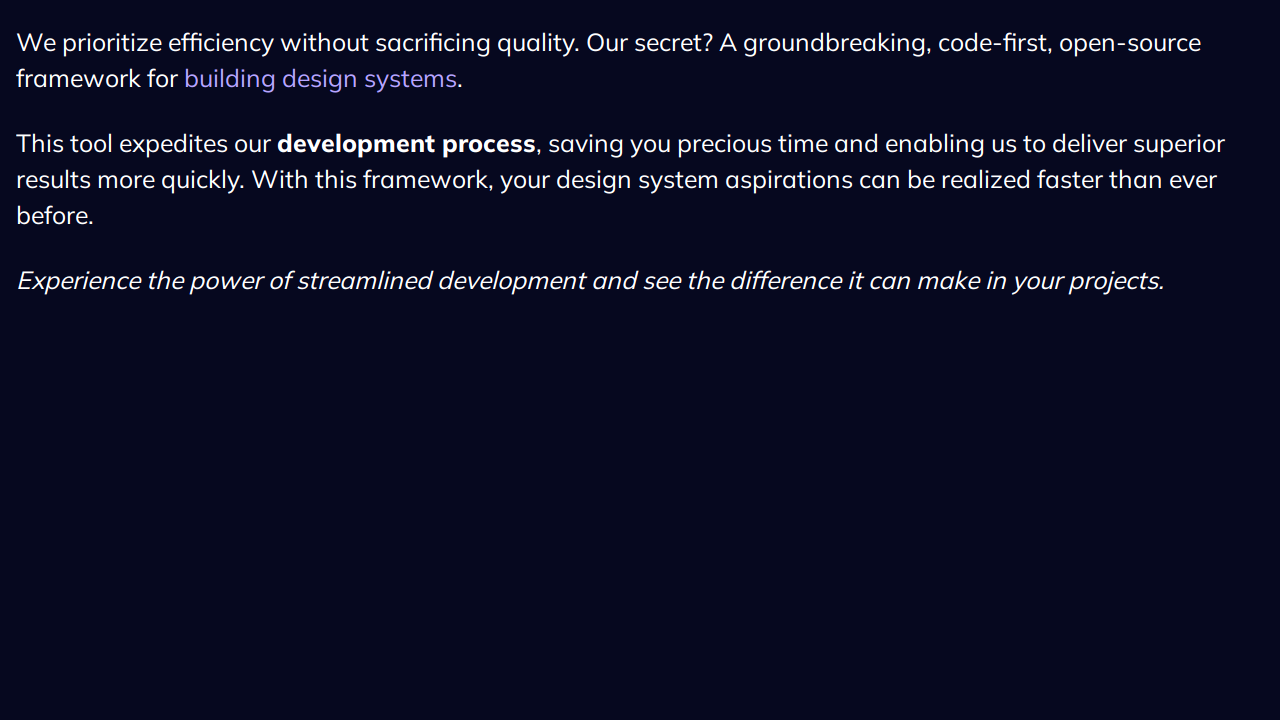 We prioritize efficiency without sacrificing quality. Our secret? A groundbreaking, code-first, open-source
framework for building design systems.
This tool expedites our development process, saving you precious time and enabling us to deliver superior
results more quickly. With this framework, your design system aspirations can be realized faster than ever
before.
Experience the power of streamlined development and see the difference it can make in your projects.